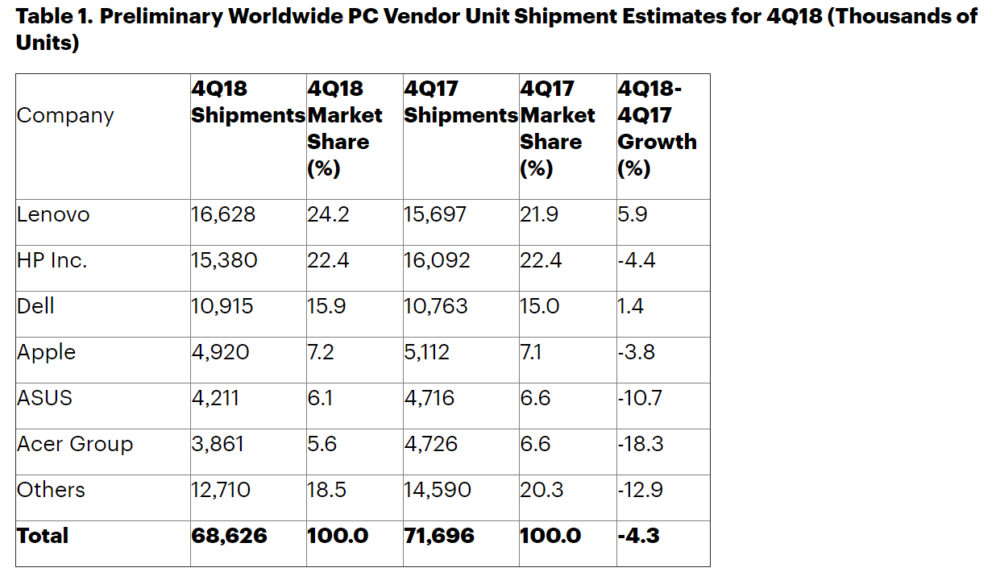 Table 1. Preliminary Worldwide PC Vendor Unit Shipment Estimates for 4Q18 (Thousands of
Units)
Company 4Q18 Shipments 4Q18 Market Share (%) 4Q17 Shipments 4Q17 Market Share (%) 4Q18-4Q17 Growth (%)
Lenovo 16,628 24.2 15,697 21.9 5.9
HP Inc. 15,380 22.4 16,092 22.4 -4.4
Dell 10,915 15.9 10,763 15.0 1.4
Apple 4,920 7.2 5,112 7.1 -3.8
ASUS 4,211 6.1 4,716 6.6 -10.7
Acer Group 3,861 5.6 4,726 6.6 -18.3
Others 12,710 18.5 14,590 20.3 -12.9
Total 68,626 100.0 71,696 100.0 -4.3